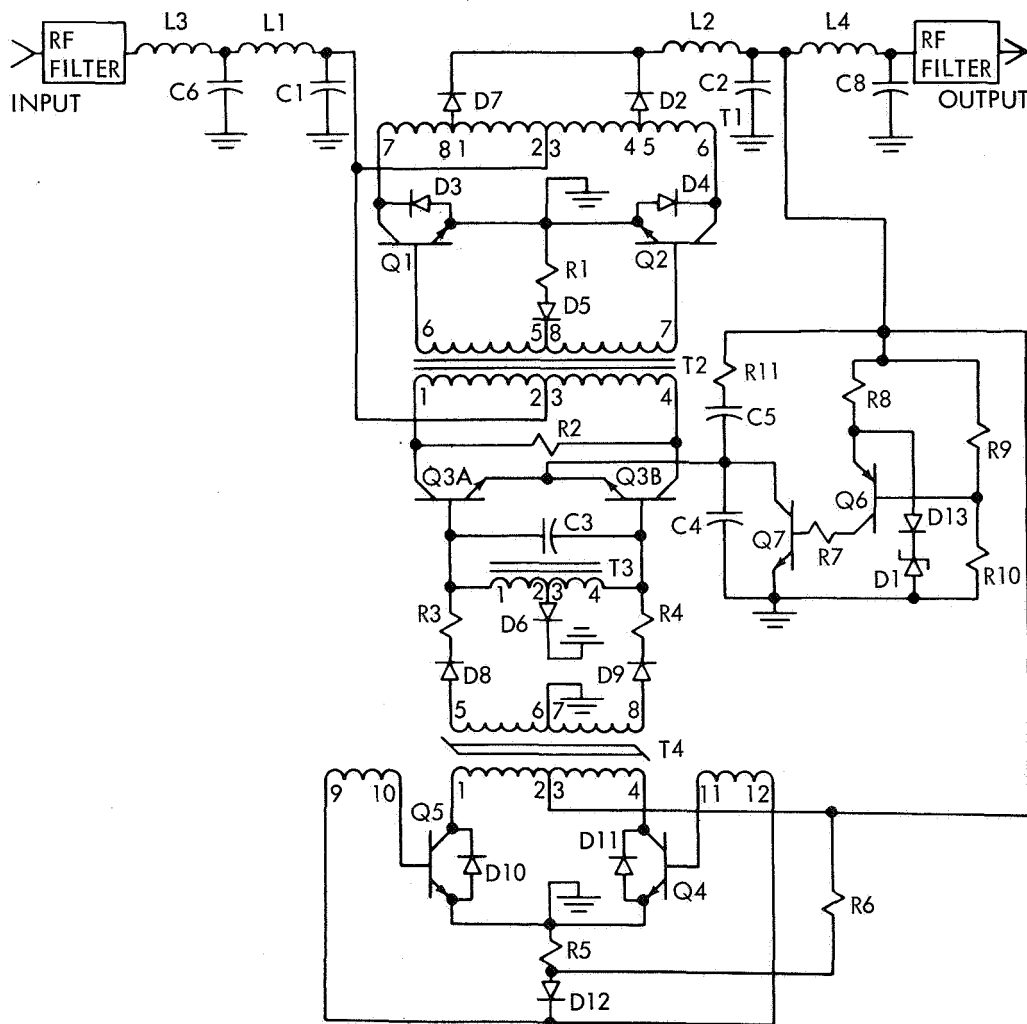 L3
L1
L2
L4
RF
FILTER
RF
FILTER
INPUT
C6
C1
D7
D2
C2
T1
C8
OUTPUT
7
8
1
2
3
4
5
6
D3
D4
Q1
Q2
R1
D5
6
5
8
7
T2
1
2
3
4
R11
C5
R8
R9
R2
Q3A
Q3B
C4
Q7
R7
Q6
D13
D1
R10
C3
T3
1
2
3
4
R3
D6
R4
D8
D9
5
6
7
8
T4
9
10
1
2
3
4
11
12
Q5
D10
D11
Q4
R6
R5
D12